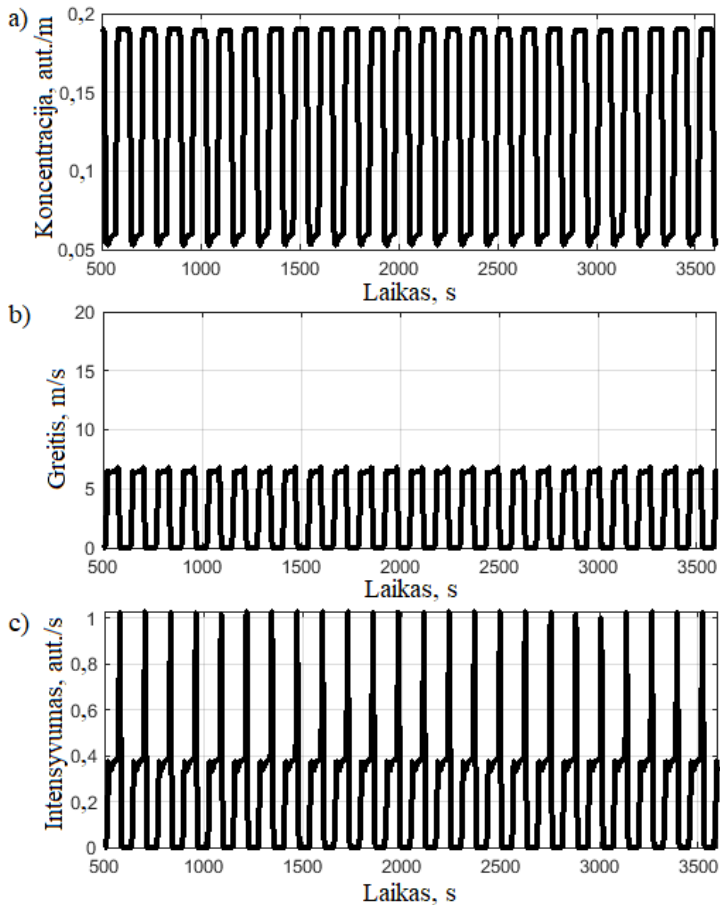 a)
Koncentracija, aut./m
0,2
0,15
0,1
0,05
500 1000 1500 2000 2500 3000 3500
Laikas, s
b)
Greitis, m/s
20
15
10
5
0
500 1000 1500 2000 2500 3000 3500
Laikas, s
c)
Intensyvumas, aut./s
1
0,8
0,6
0,4
0,2
0
500 1000 1500 2000 2500 3000 3500
Laikas, s